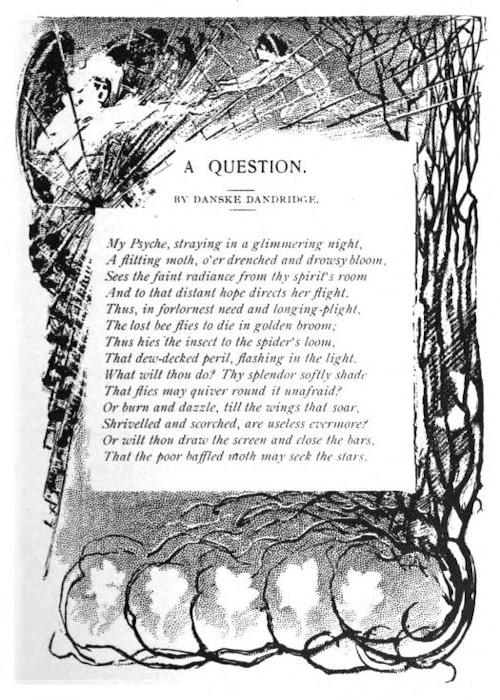 A QUESTION.
BY DANSKE DANDRIDGE.
My Psyche, straying in a glimmering night,
A flitting moth, o'er drenched and drowsy bloom,
Sees the faint radiance from thy spirit's room
And to that distant hope directs her flight.
Thus, in forlornest need and longing-plight,
The lost bee flies to die in golden broom;
Thus hies the insect to the spider's loom,
That dew-decked peril, flashing in the light.
What wilt thou do? Thy splendor softly shade
That flies may quiver round it unafraid?
Or burn and dazzle, till the wings that soar,
Shrivelled and scorched, are useless evermore?
Or wilt thou draw the screen and close the bars,
That the poor baffled moth may seek the stars.